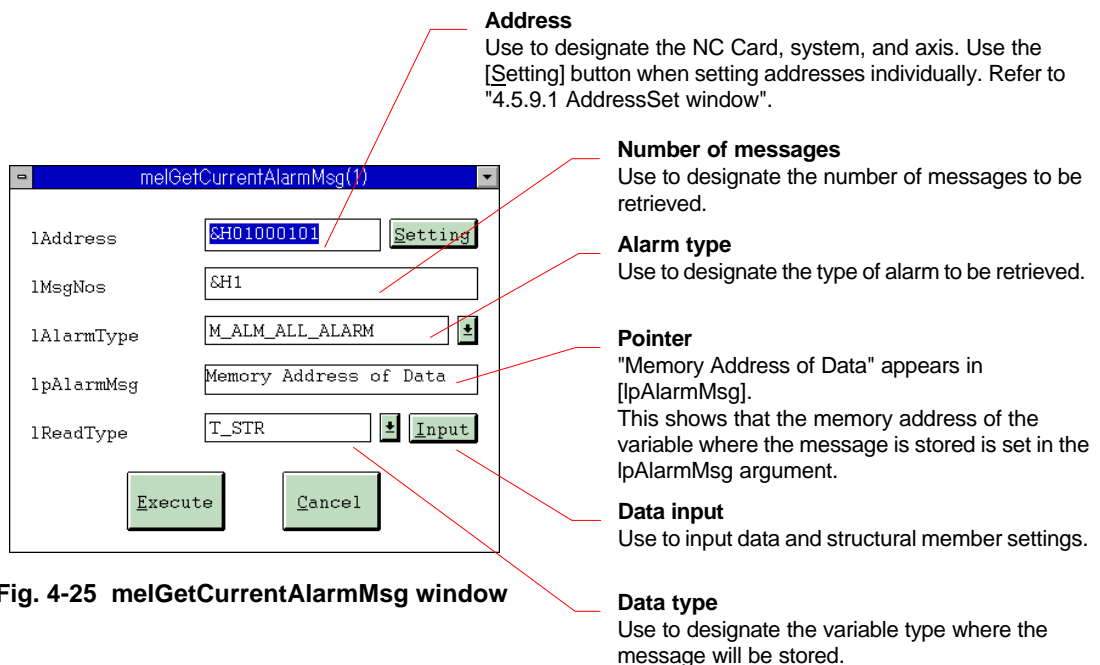 Address
Use to designate the NC Card, system, and axis. Use the
[Setting] button when setting addresses individually. Refer to
"4.5.9.1 AddressSet window".
Number of messages
Use to designate the number of messages to be
retrieved.
Alarm type
Use to designate the type of alarm to be retrieved.
Pointer
"Memory Address of Data" appears in
[lpAlarmMsg].
This shows that the memory address of the
variable where the message is stored is set in the
lpAlarmMsg argument.
Data input
Use to input data and structural member settings.
Data type
Use to designate the variable type where the
message will be stored.
melGetCurrentAlarmMsg(1)
lAddress &H01000101 Setting
lMsgNos &H1
lAlarmType M_ALM_ALL_ALARM
lpAlarmMsg Memory Address of Data
lReadType T_STR Input
Execute Cancel
Fig. 4-25 melGetCurrentAlarmMsg window